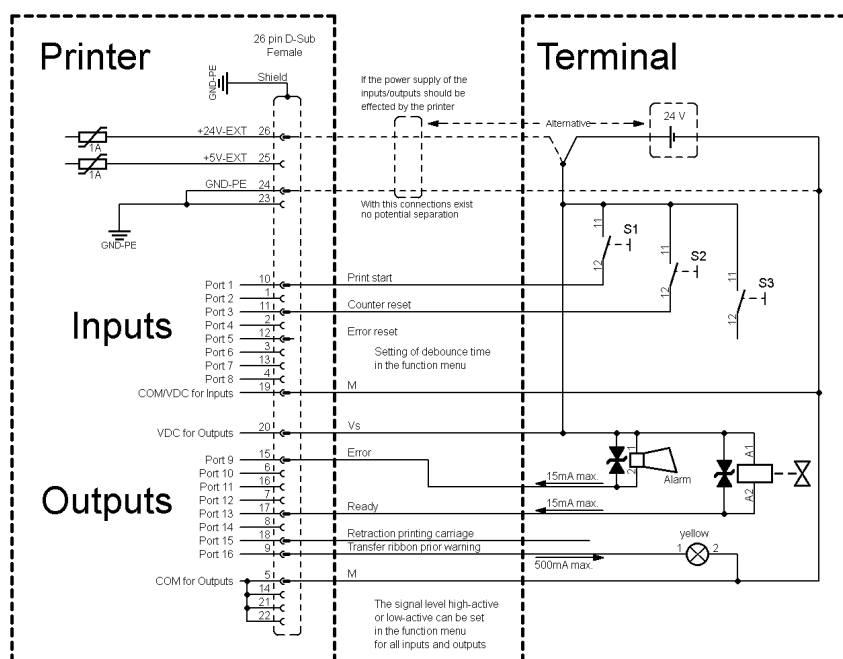 Printer
26 pin D-Sub
Female
Terminal
Shield
GND-PE
If the power supply of the
inputs/outputs should be
effected by the printer
Alternative
24 V
+24V-EXT 26
1A
+5V-EXT 25
1A
GND-PE 24
23
GND-PE
With this connections exist
no potential separation
11
S1
12
11
S2
12
11
S3
12
Inputs
Port 1 10 Print start
Port 2 1
Port 3 11 Counter reset
Port 4 2
Port 5 12 Error reset
Port 6 3
Port 7 13
Port 8 4
Setting of debounce time
in the function menu
COM/VDC for Inputs 19 M
VDC for Outputs 20 Vs
Outputs
Port 9 15 Error
Port 10 6
Port 11 16
Port 12 7
Port 13 17 Ready
Port 14 8
Port 15 18 Retraction printing carriage
Port 16 9 Transfer ribbon prior warning
15mA max.
1
2
Alarm
A1
A2
15mA max.
yellow
1 2
500mA max.
COM for Outputs 5 M
14
21
22
The signal level high-active
or low-active can be set
in the function menu
for all inputs and outputs